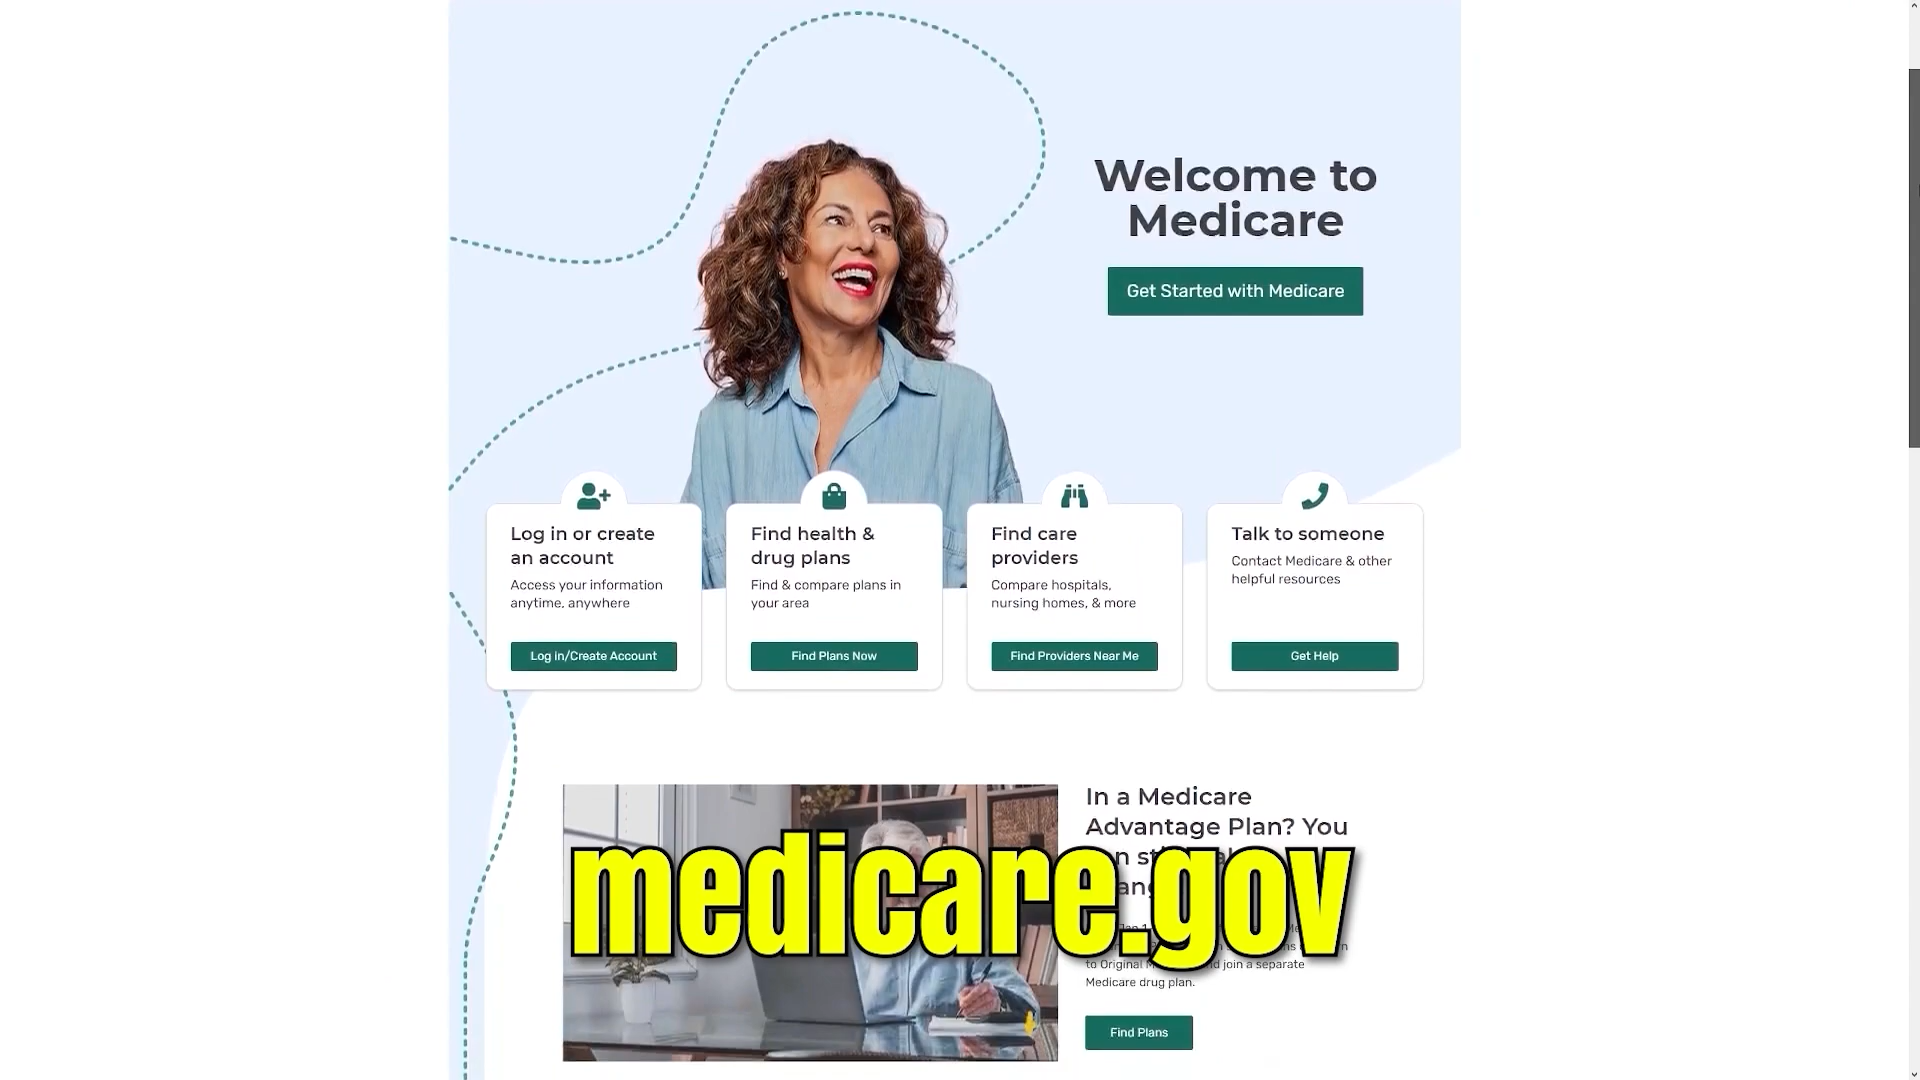 Welcome to
Medicare
Get Started with Medicare
Log in or create
an account
Access your information
anytime, anywhere
Log in/Create Account
Find health &
drug plans
Find & compare plans in
your area
Find Plans Now
Find care
providers
Compare hospitals,
nursing homes, & more
Find Providers Near Me
Talk to someone
Contact Medicare & other
helpful resources
Get Help
In a Medicare
Advantage Plan? You
medicare.gov
to Original
join a separate
Medicare drug plan.
Find Plans